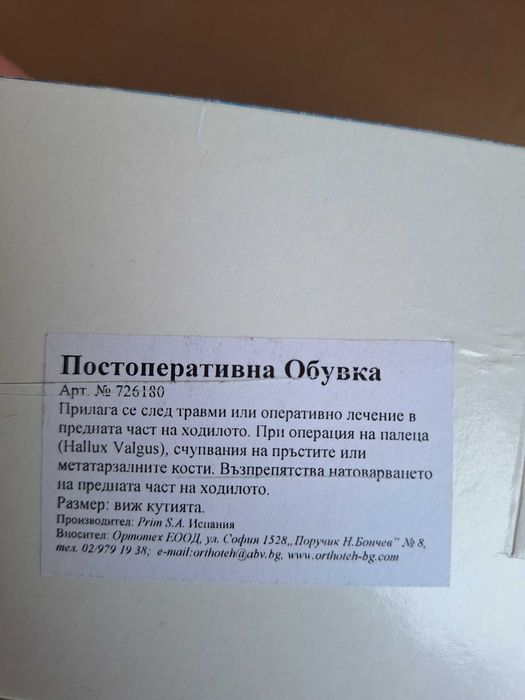 Постоперативна Обувка
Арт. № 726180
Прилага се след травми или оперативно лечение в
предната част на ходилото. При операция на палеца
(Hallux Valgus), счупвания на пръстите или
метатарзалните кости. Възпрепятства натоварването
на предната част на ходилото.
Размер: виж кутията.
Производител: Prim S.A. Испания
Вносител: Ортотех ЕООД, ул. София 1528,,Поручик Н.Бончев" № 8,
тел. 02/979 19 38; e-mail:orthoteh@abv.bg, www.orthoteh-bg.com